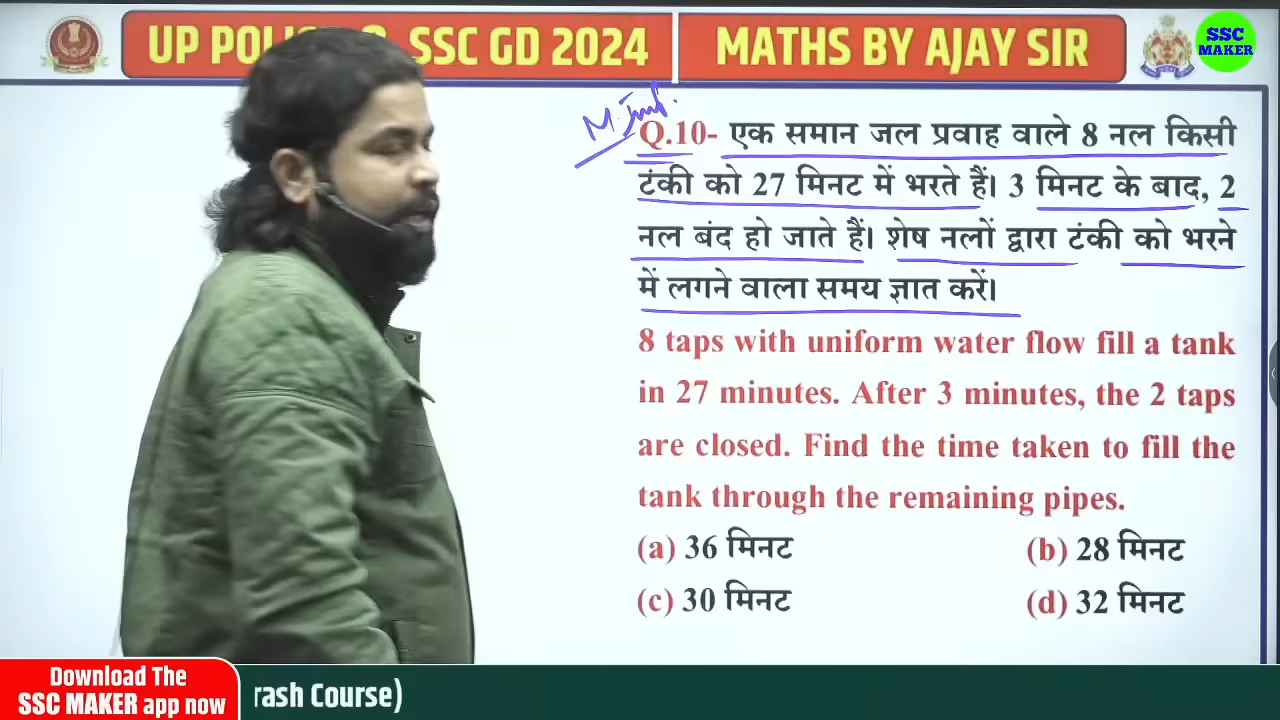 UP POLI SSC GD 2024
MATHS BY AJAY SIR
SSC
MAKER
Q.10- एक समान जल प्रवाह वाले 8 नल किसी
टंकी को 27 मिनट में भरते हैं। 3 मिनट के बाद, 2
नल बंद हो जाते हैं। शेष नलों द्वारा टंकी को भरने
में लगने वाला समय ज्ञात करें।
8 taps with uniform water flow fill a tank
in 27 minutes. After 3 minutes, the 2 taps
are closed. Find the time taken to fill the
tank through the remaining pipes.
(a) 36 मिनट (b) 28 मिनट
(c) 30 मिनट (d) 32 मिनट
Download The
SSC MAKER app now
rash Course)